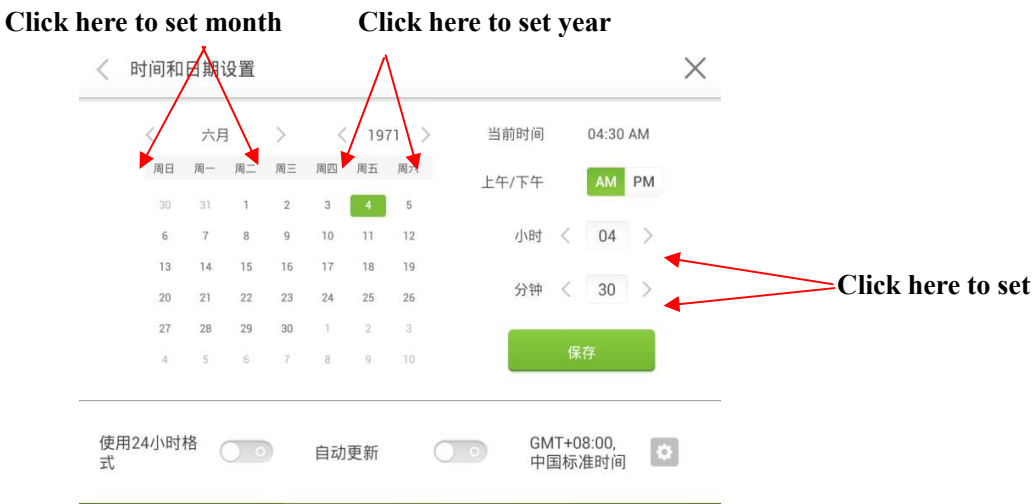 Click here to set month
Click here to set year
时间和日期设置
六月
1971
周日 周一 周二 周三 周四 周五 周六
30 31 1 2 3 4 5
6 7 8 9 10 11 12
13 14 15 16 17 18 19
20 21 22 23 24 25 26
27 28 29 30 1 2 3
4 5 6 7 8 9 10
当前时间 04:30 AM
上午/下午 AM PM
小时 04
分钟 30
Click here to set
保存
使用24小时格
式
自动更新
GMT+08:00,
中国标准时间